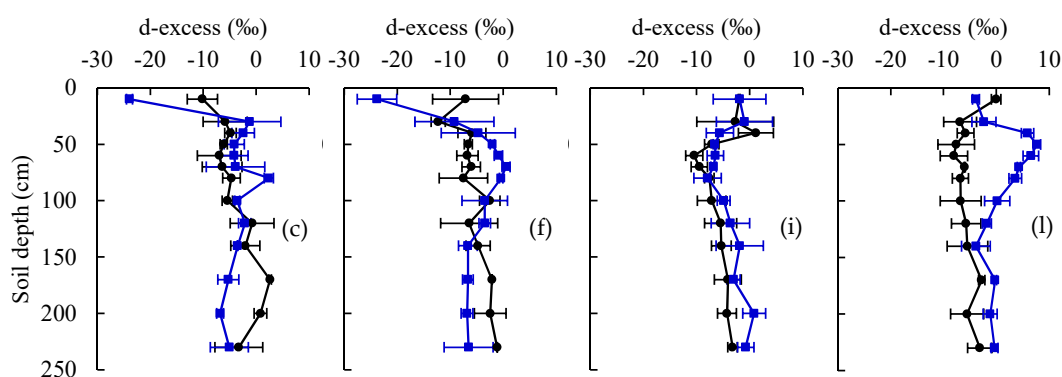 d-excess (‰) d-excess (‰) d-excess (‰) d-excess (‰)
-30 -20 -10 0 10 -30 -20 -10 0 10 -30 -20 -10 0 10 -30 -20 -10 0 10
0
50
100
(c) (f) (i) (l)
150
200
250
Soil depth (cm)